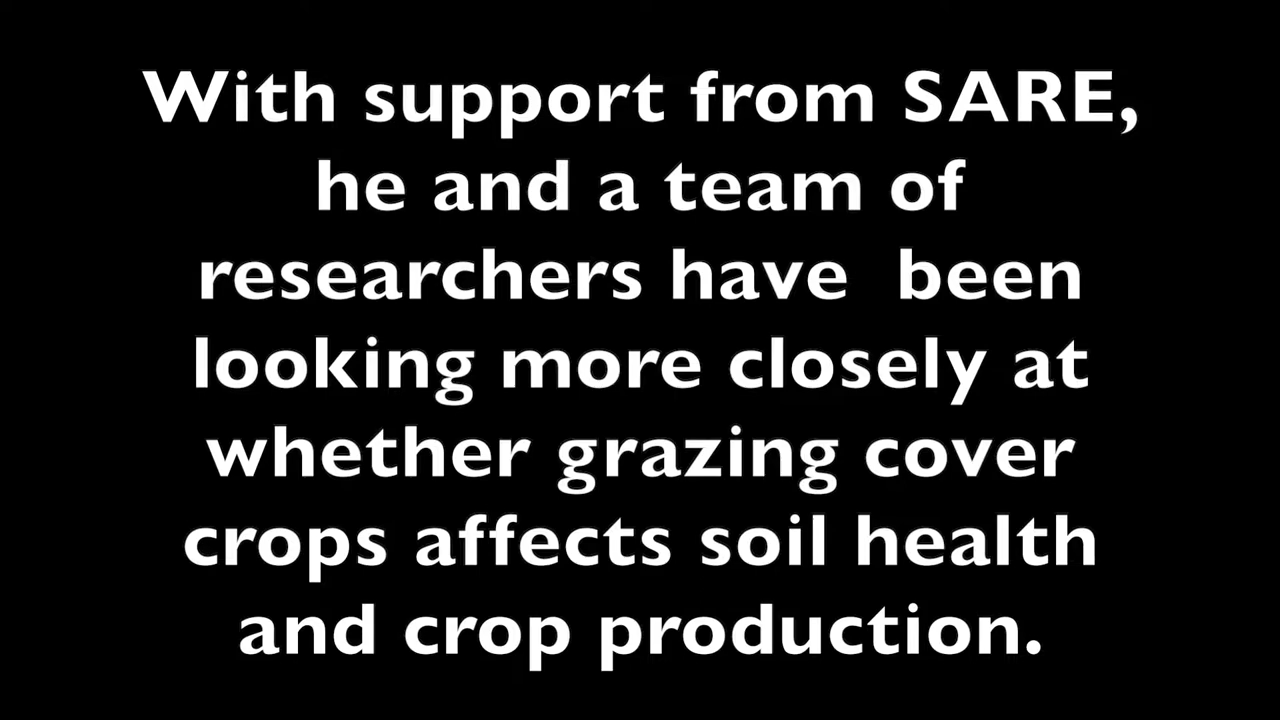 With support from SARE,
he and a team of
researchers have  been
looking more closely at
whether grazing cover
crops affects soil health
and crop production.